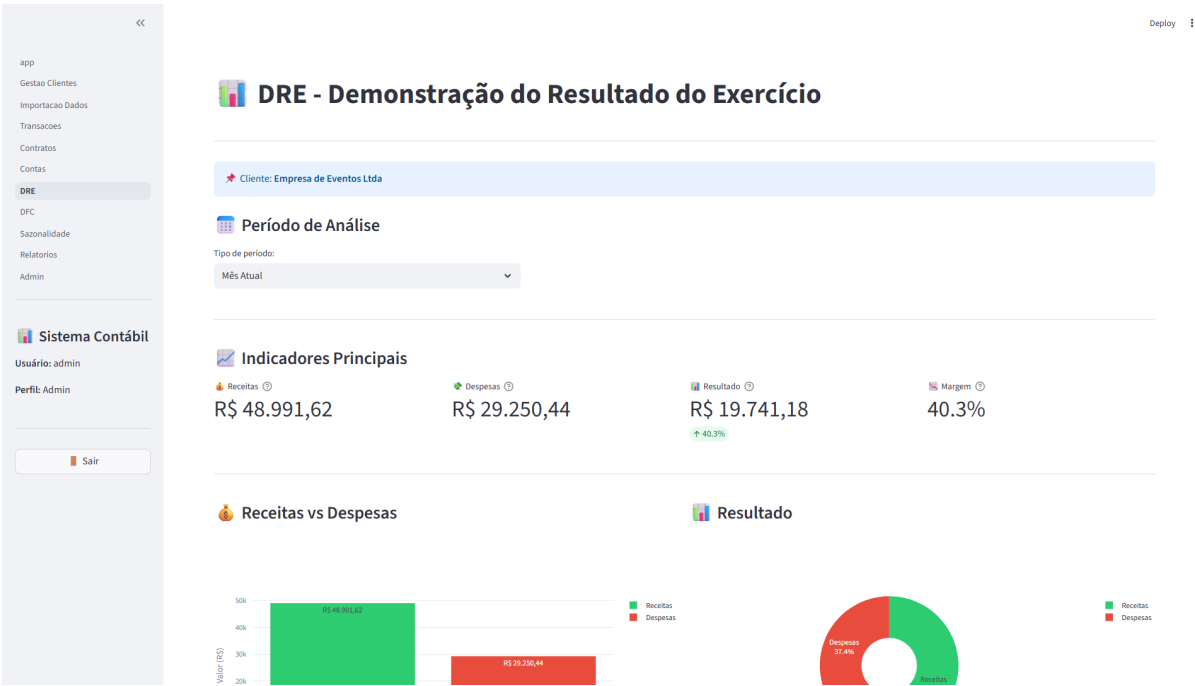 Deploy
app
Gestao Clientes
Importacao Dados
Transacoes
Contratos
Contas
DRE
DFC
Sazonalidade
Relatorios
Admin
Sistema Contábil
Usuário: admin
Perfil: Admin
Sair
DRE - Demonstração do Resultado do Exercício
Cliente: Empresa de Eventos Ltda
Período de Análise
Tipo de período:
Mês Atual
Indicadores Principais
Receitas
R$ 48.991,62
Despesas
R$ 29.250,44
Resultado
R$ 19.741,18
↑ 40.3%
Margem
40.3%
Receitas vs Despesas
50k
40k
30k
20k
Valor (R$)
R$ 48.991,62
R$ 29.250,44
Receitas
Despesas
Resultado
Despesas
37.4%
Receitas
Receitas
Despesas